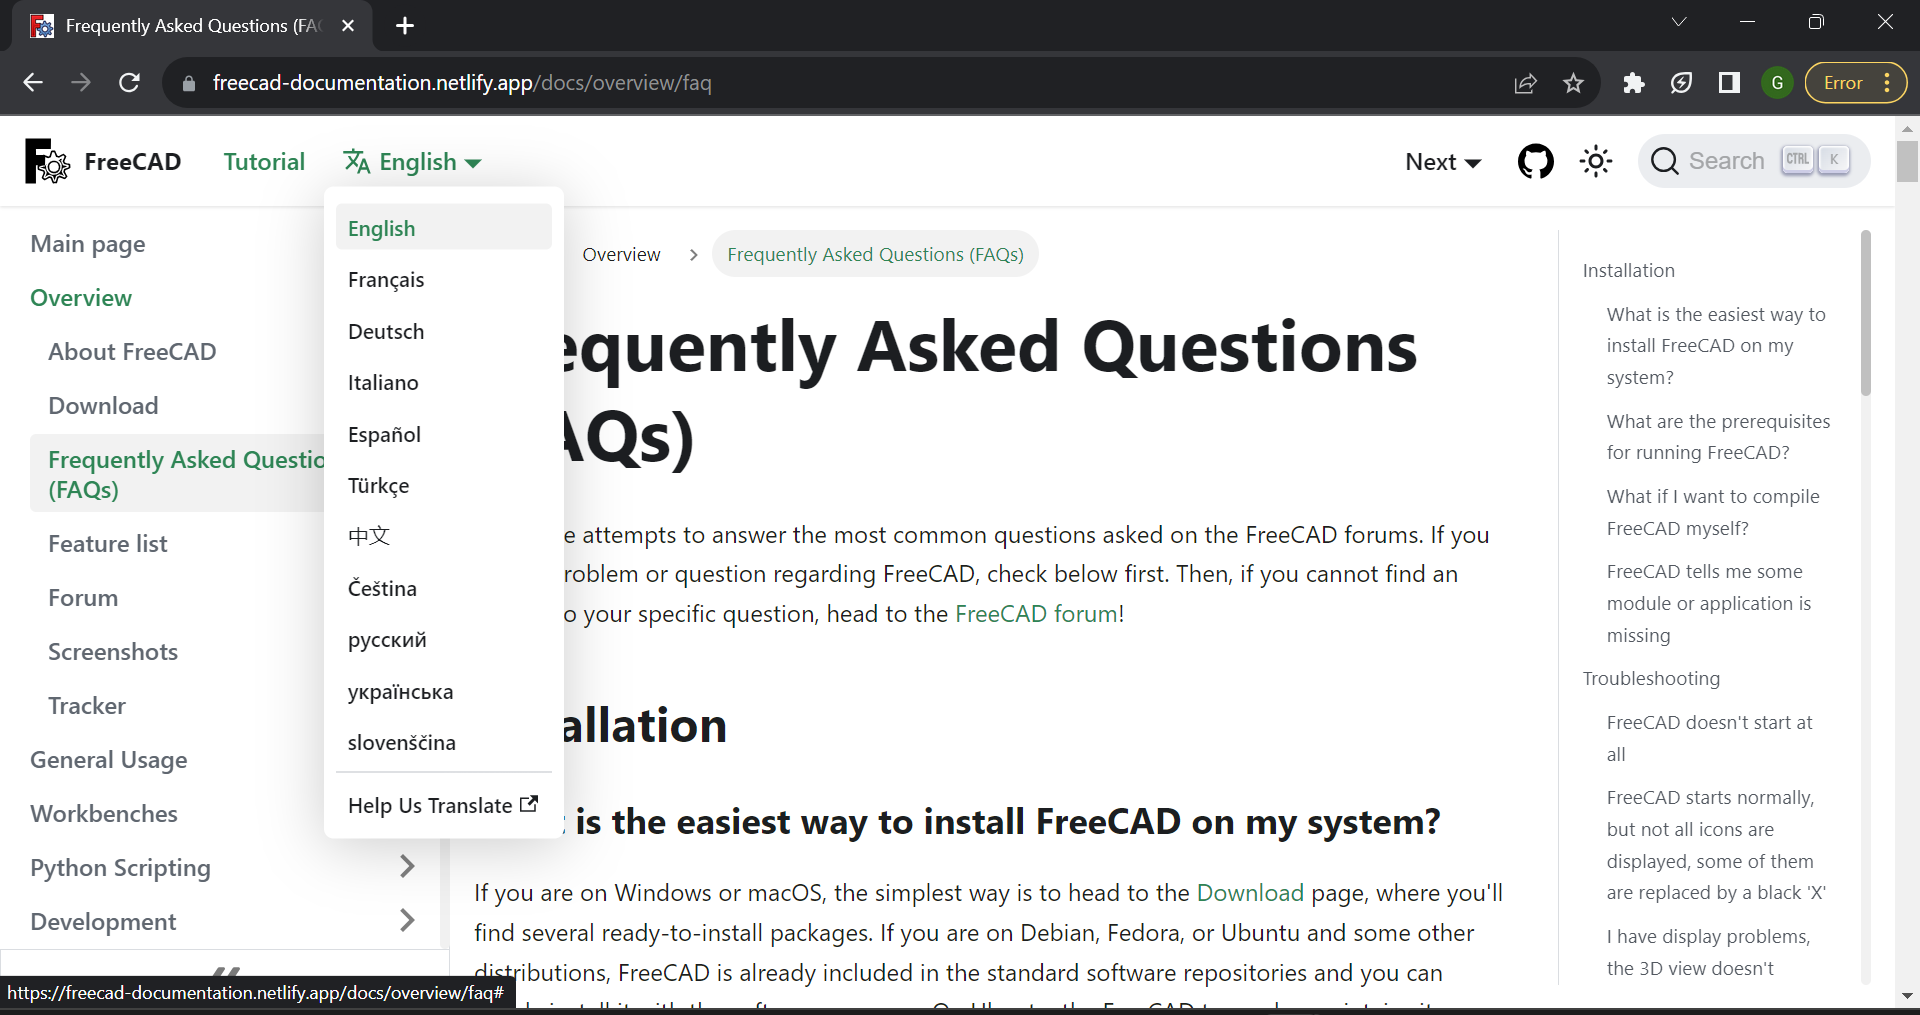 Frequently Asked Questions (FA
freecad-documentation.netlify.app/docs/overview/faq
G
Error
FreeCAD
Tutorial
English
Next
Search
CTRL
K
Main page
Overview
About FreeCAD
Download
Frequently Asked Questio
(FAQs)
Feature list
Forum
Screenshots
Tracker
General Usage
Workbenches
Python Scripting
Development
English
Français
Deutsch
Italiano
Español
Türkçe
中文
Čeština
русский
українська
slovenščina
Help Us Translate
Overview
Frequently Asked Questions (FAQs)
equently Asked Questions
AQs)
e attempts to answer the most common questions asked on the FreeCAD forums. If you
roblem or question regarding FreeCAD, check below first. Then, if you cannot find an
o your specific question, head to the FreeCAD forum!
allation
is the easiest way to install FreeCAD on my system?
If you are on Windows or macOS, the simplest way is to head to the Download page, where you'll
find several ready-to-install packages. If you are on Debian, Fedora, or Ubuntu and some other
distributions, FreeCAD is already included in the standard software repositories and you can
Installation
What is the easiest way to
install FreeCAD on my
system?
What are the prerequisites
for running FreeCAD?
What if I want to compile
FreeCAD myself?
FreeCAD tells me some
module or application is
missing
Troubleshooting
FreeCAD doesn't start at
all
FreeCAD starts normally,
but not all icons are
displayed, some of them
are replaced by a black 'X'
I have display problems,
the 3D view doesn't
https://freecad-documentation.netlify.app/docs/overview/faq#